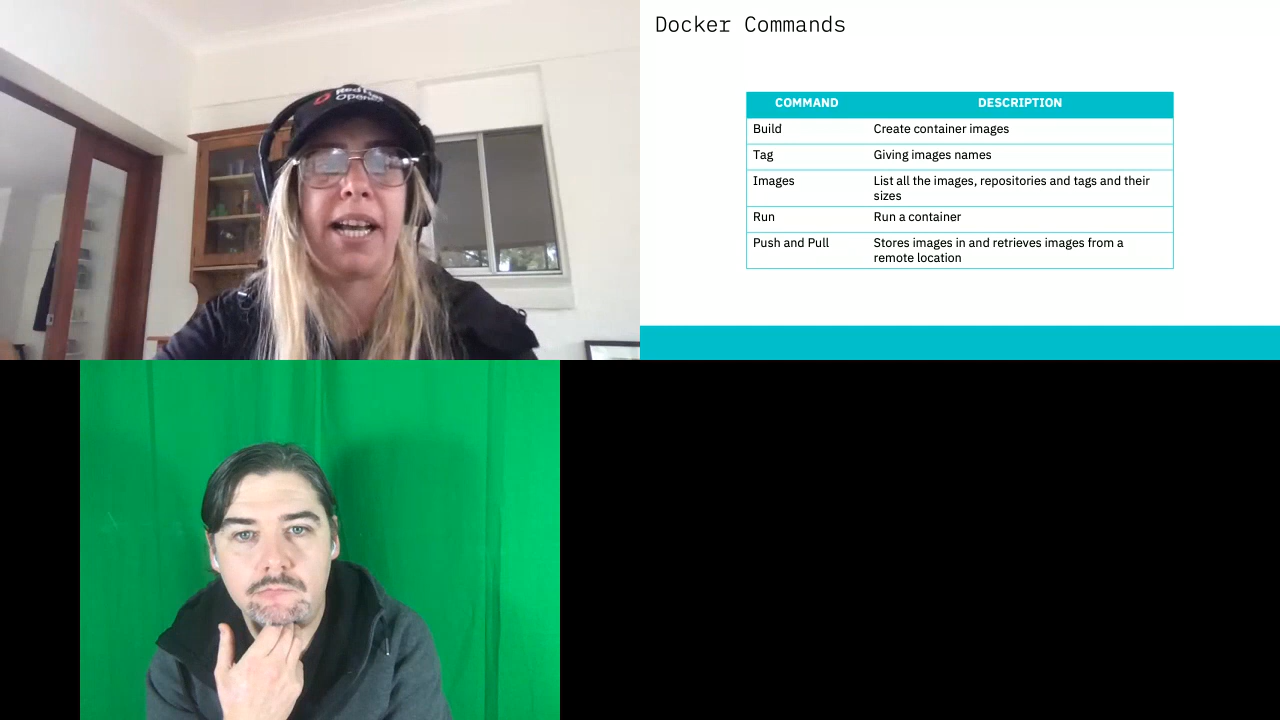 Red Hat
Docker Commands
COMMAND DESCRIPTION
Build Create container images
Tag Giving images names
Images List all the images, repositories and tags and their
sizes
Run Run a container
Push and Pull Stores images in and retrieves images from a
remote location